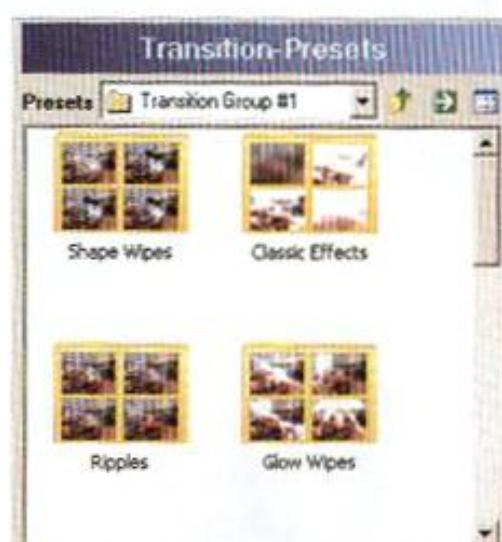 Transition-Presets
Presets Transition Group #1
Shape Wipes Classic Effects
Ripples Glow Wipes